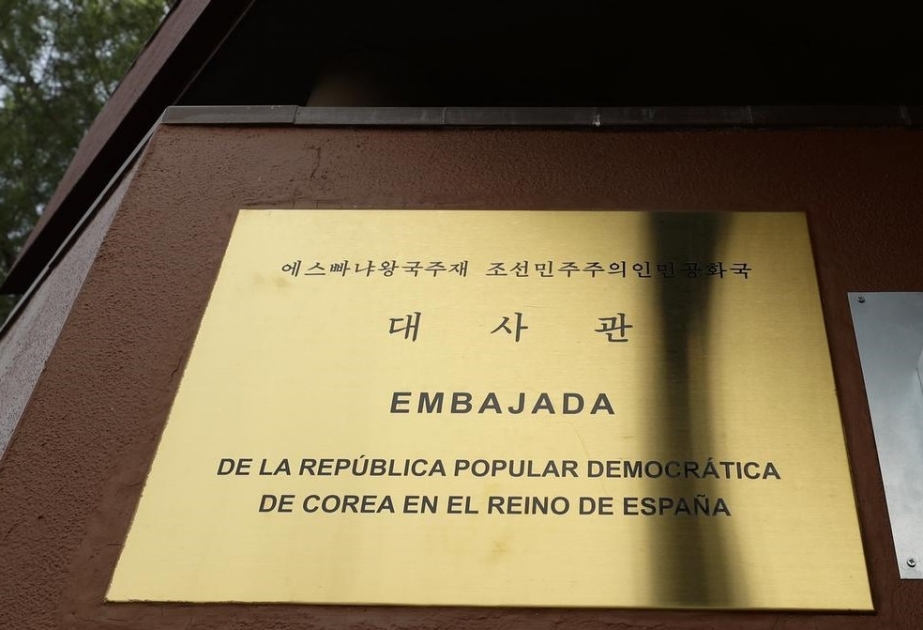 에스빠냐왕국주재 조선민주주의인민공화국
대 사 관
EMBAJADA
DE LA REPÚBLICA POPULAR DEMOCRÁTICA
DE COREA EN EL REINO DE ESPAÑA